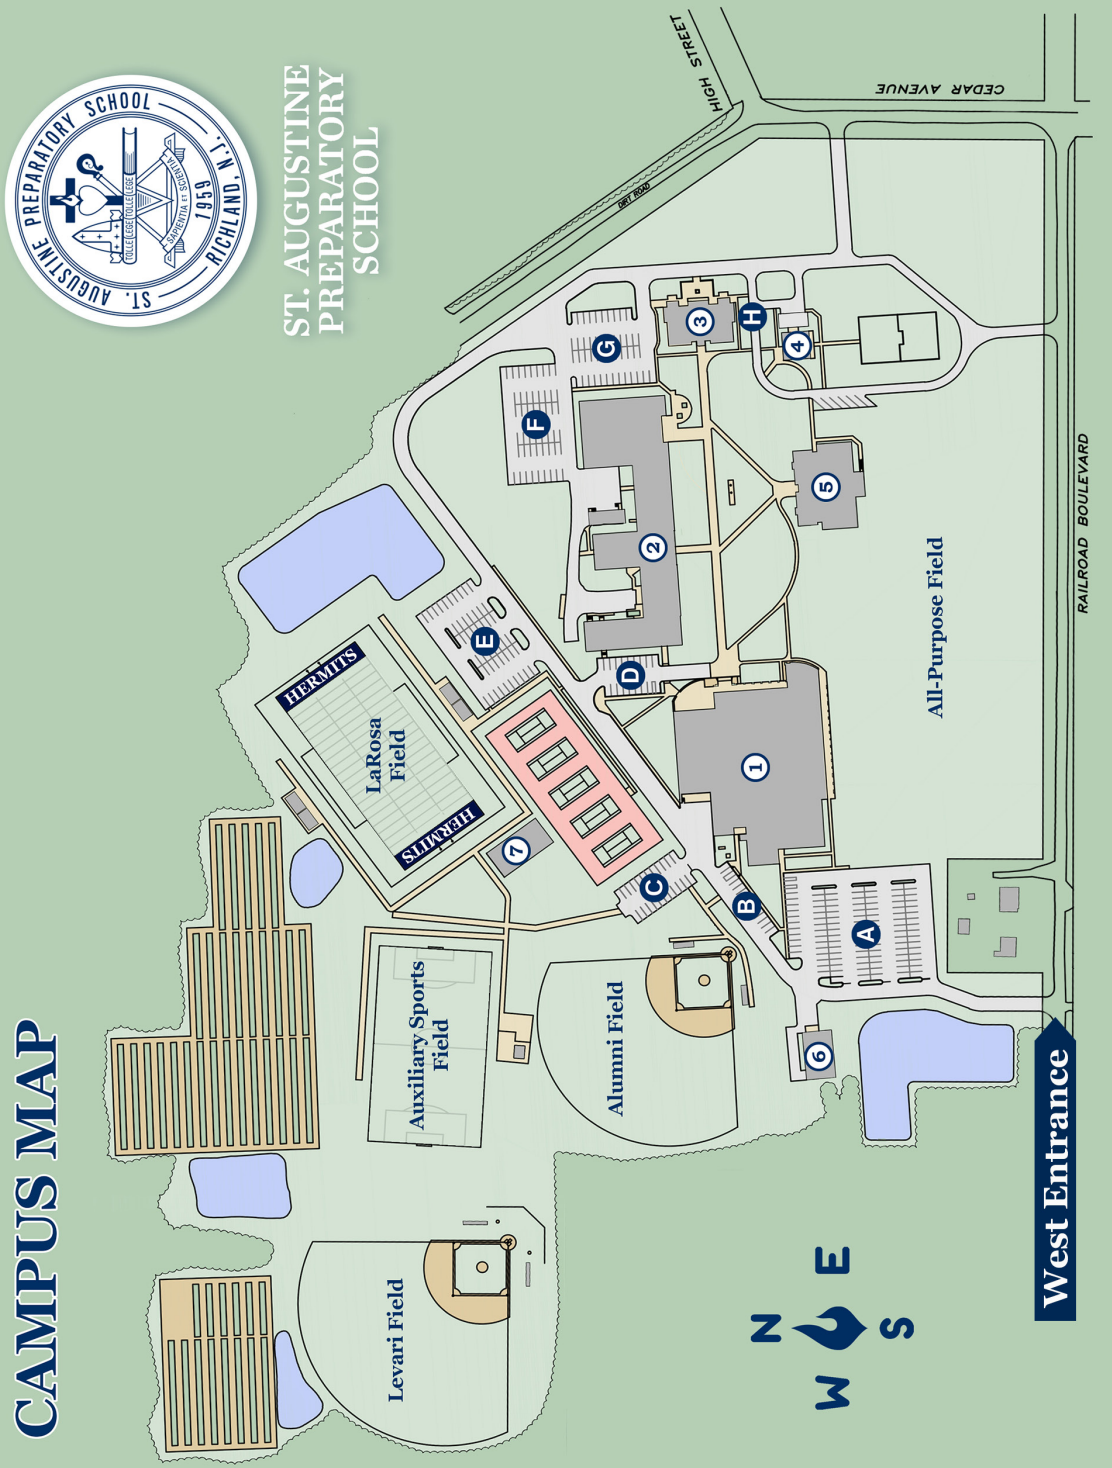 CAMPUS MAP
ST. AUGUSTINE PREPARATORY SCHOOL
RICHLAND, N.J.
1959
TOLLE LEGE TOLLE LEGE
SAPIENTIA ET SCIENTIA
ST. AUGUSTINE
PREPARATORY
SCHOOL
HIGH STREET
CEDAR AVENUE
DIRT ROAD
RAILROAD BOULEVARD
HERMITS
LaRosa
Field
HERMITS
Auxiliary Sports
Field
Alumni Field
Levari Field
All-Purpose Field
West Entrance
G
F
E
D
C
B
A
H
3
4
5
2
1
7
6
N
W
E
S